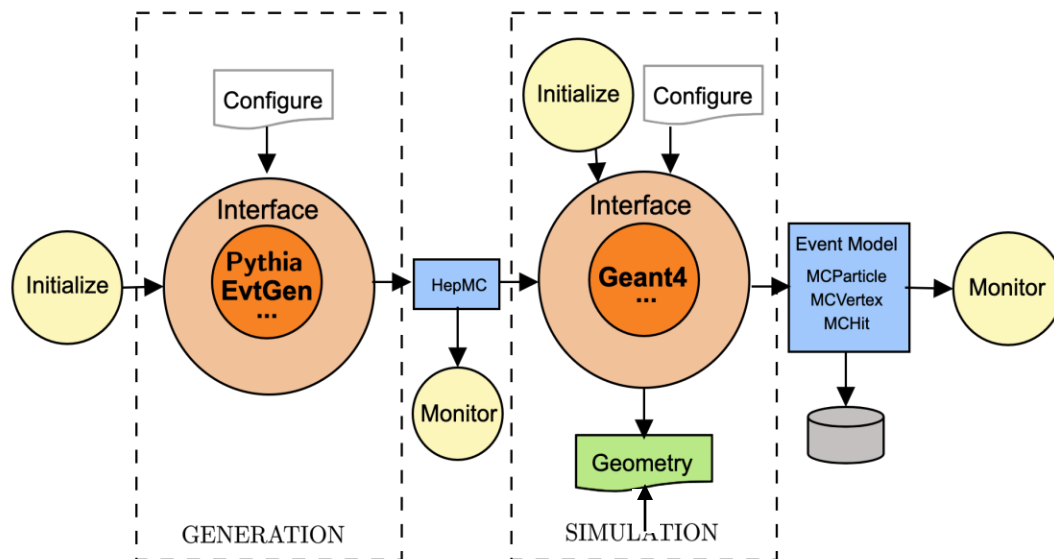 Configure
Interface
Pythia
EvtGen
...
Initialize
GENERATION
HepMC
Monitor
Initialize
Configure
Interface
Geant4
...
Geometry
SIMULATION
Event Model
MCParticle
MCVertex
MCHit
Monitor